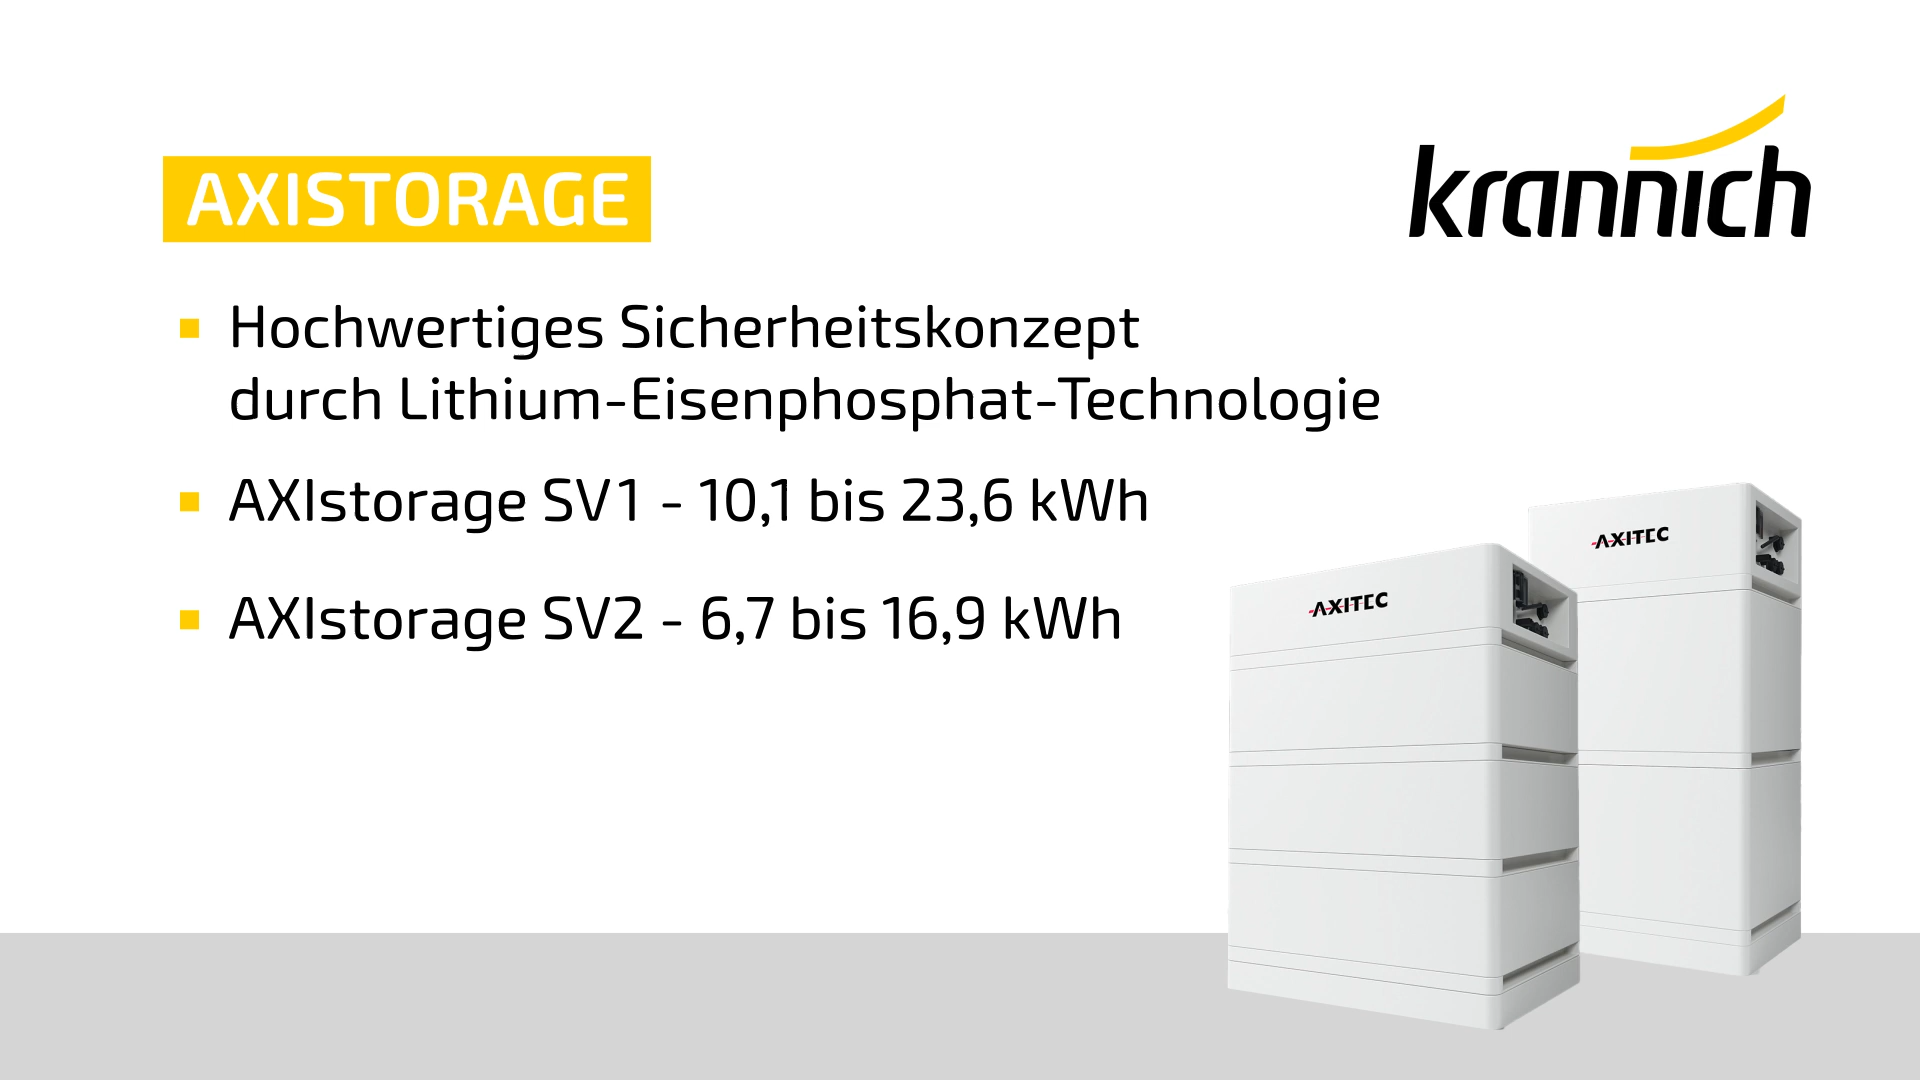 krannich
AXISTORAGE
Hochwertiges Sicherheitskonzept
durch Lithium-Eisenphosphat-Technologie
AXIstorage SV1 - 10,1 bis 23,6 kWh
AXIstorage SV2 - 6,7 bis 16,9 kWh
AXITEC
AXITEC